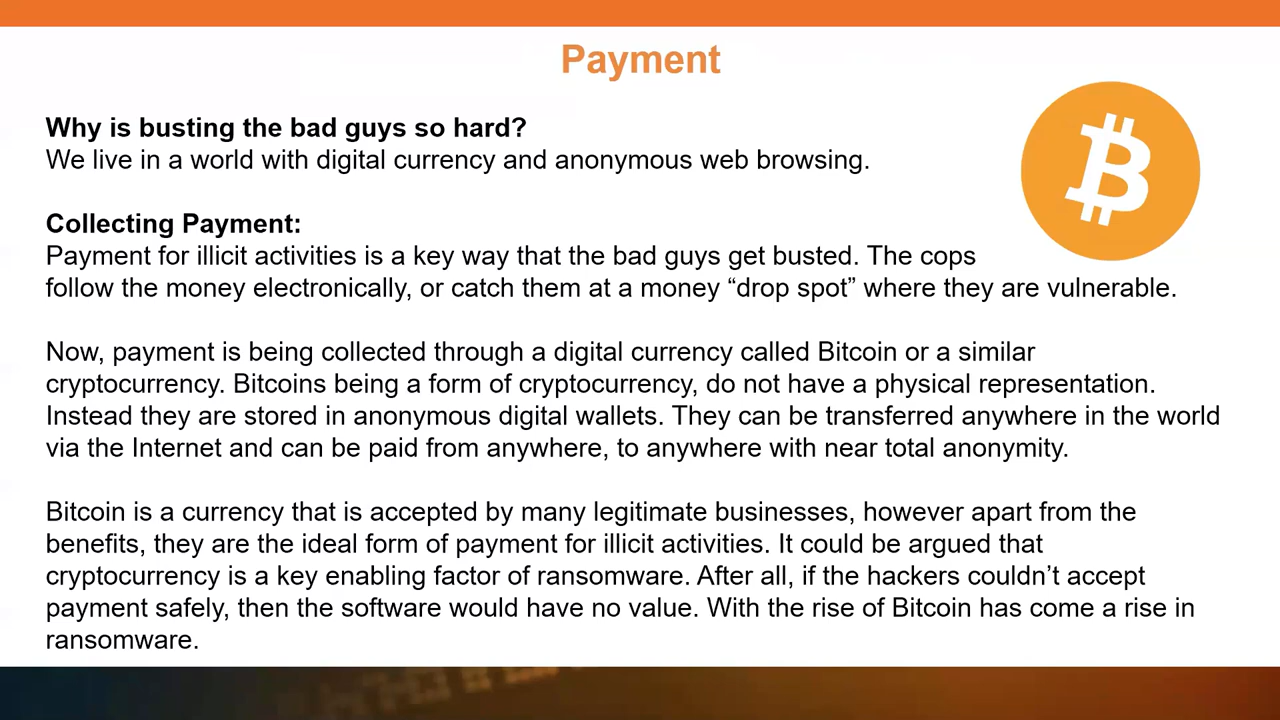 Payment
Why is busting the bad guys so hard?
We live in a world with digital currency and anonymous web browsing.
Collecting Payment:
Payment for illicit activities is a key way that the bad guys get busted. The cops
follow the money electronically, or catch them at a money “drop spot” where they are vulnerable.
Now, payment is being collected through a digital currency called Bitcoin or a similar
cryptocurrency. Bitcoins being a form of cryptocurrency, do not have a physical representation.
Instead they are stored in anonymous digital wallets. They can be transferred anywhere in the world
via the Internet and can be paid from anywhere, to anywhere with near total anonymity.
Bitcoin is a currency that is accepted by many legitimate businesses, however apart from the
benefits, they are the ideal form of payment for illicit activities. It could be argued that
cryptocurrency is a key enabling factor of ransomware. After all, if the hackers couldn’t accept
payment safely, then the software would have no value. With the rise of Bitcoin has come a rise in
ransomware.